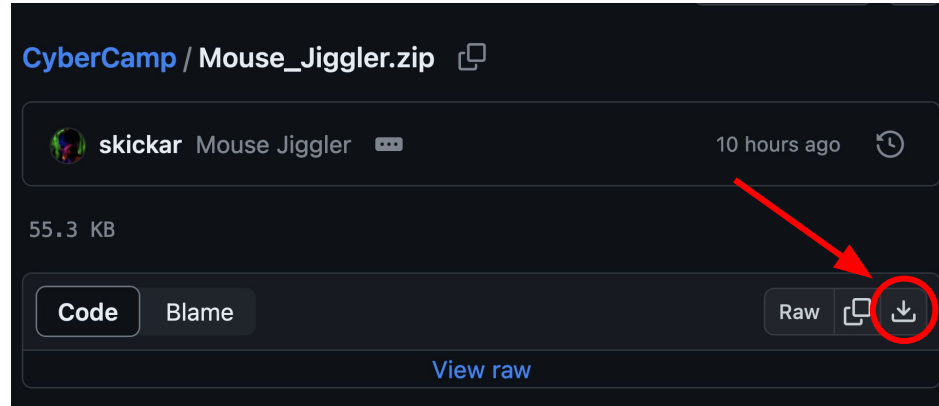 CyberCamp / Mouse_Jiggler.zip
skickar Mouse Jiggler 10 hours ago
55.3 KB
Code Blame Raw
View raw